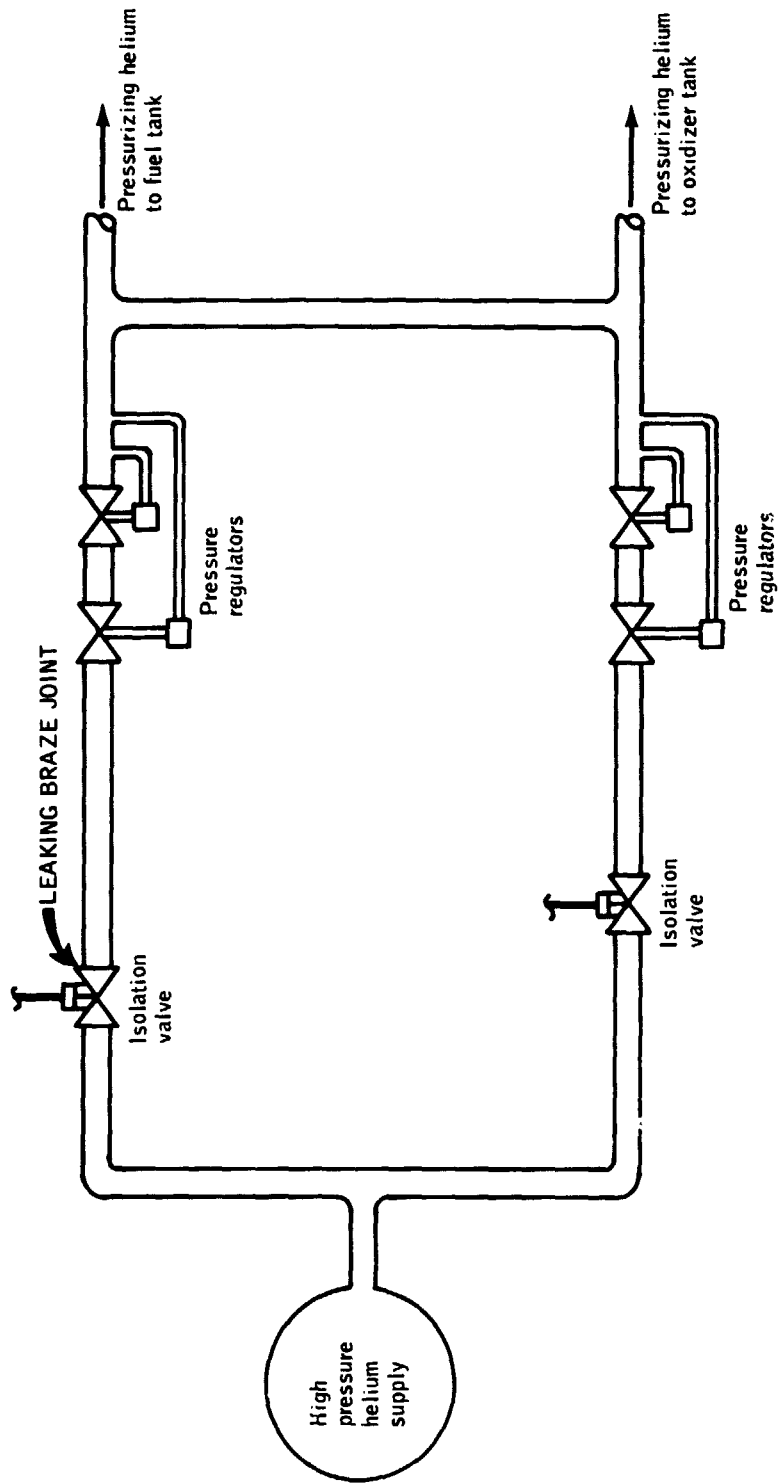 Pressurizing helium
to fuel tank
LEAKING BRAZE JOINT
Pressure
regulators
Isolation
valve
High
pressure
helium
supply
Pressurizing helium
to oxidizer tank
Pressure
regulators
Isolation
valve